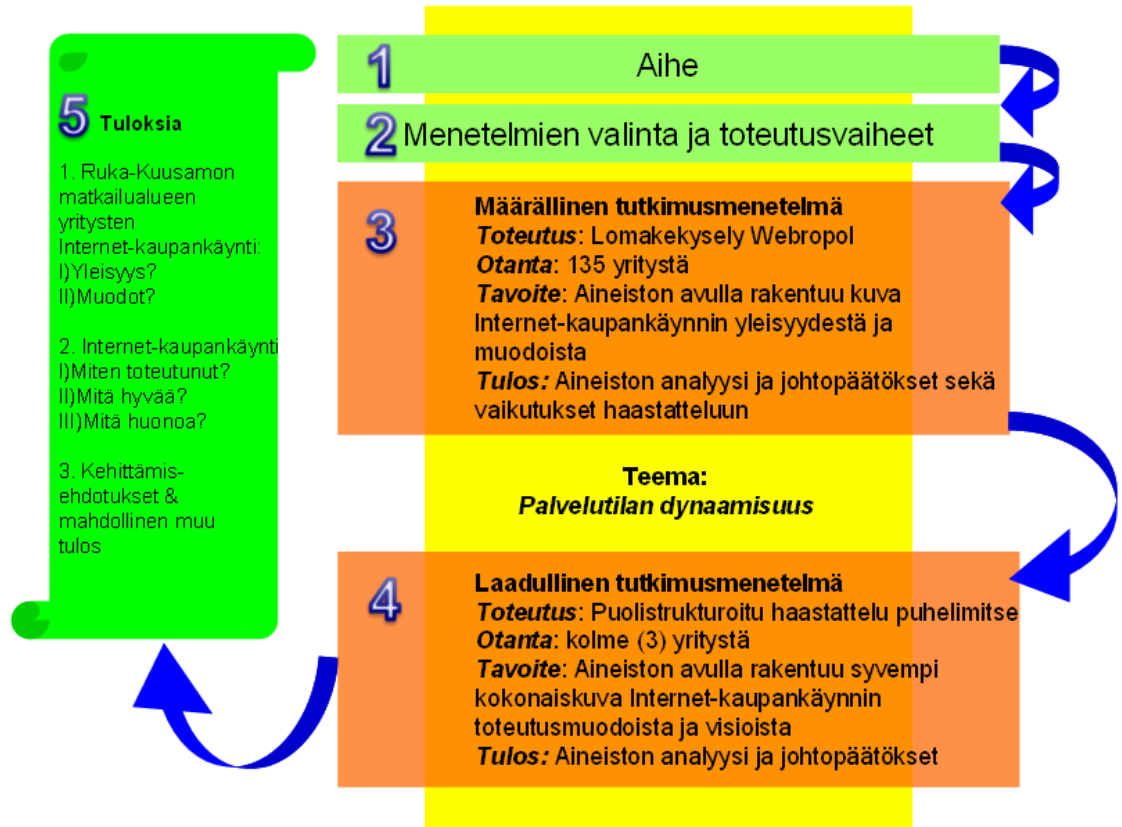 1 Aihe
2 Menetelmien valinta ja toteutusvaiheet
3 Määrällinen tutkimusmenetelmä
Toteutus: Lomakekysely Webropol
Otanta: 135 yritystä
Tavoite: Aineiston avulla rakentuu kuva
Internet-kaupankäynnin yleisyydestä ja
muodoista
Tulos: Aineiston analyysi ja johtopäätökset sekä
vaikutukset haastatteluun
Teema:
Palvelutilan dynaamisuus
4 Laadullinen tutkimusmenetelmä
Toteutus: Puolistrukturoitu haastattelu puhelimitse
Otanta: kolme (3) yritystä
Tavoite: Aineiston avulla rakentuu syvempi
kokonaiskuva Internet-kaupankäynnin
toteutusmuodoista ja visioista
Tulos: Aineiston analyysi ja johtopäätökset
5 Tuloksia
1. Ruka-Kuusamon
matkailualueen
yritysten
Internet-kaupankäynti:
I)Yleisyys?
II)Muodot?
2. Internet-kaupankäynti
I)Miten toteutunut?
II)Mitä hyvää?
III)Mitä huonoa?
3. Kehittämis-
ehdotukset &
mahdollinen muu
tulos